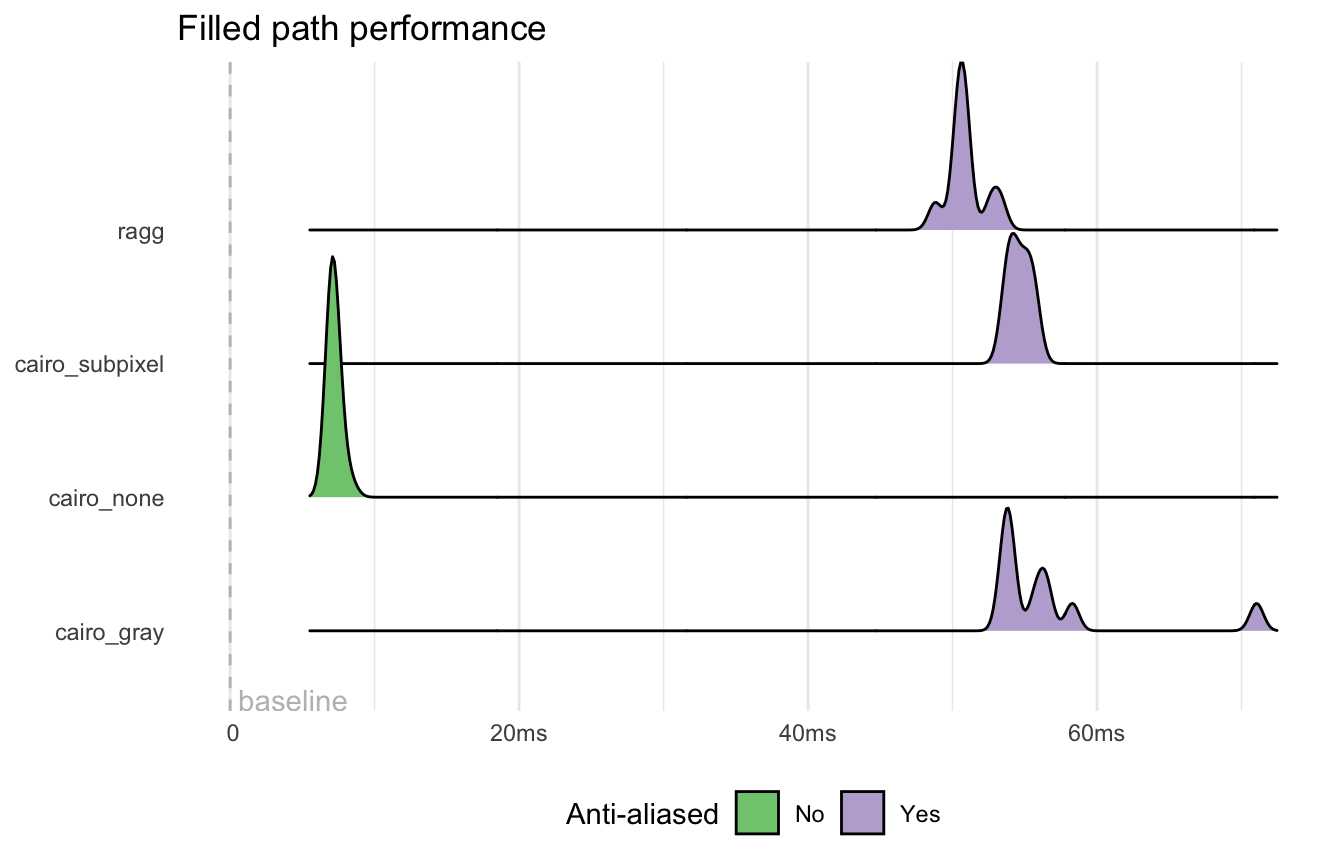 Filled path performance
ragg
cairo_subpixel
cairo_none
cairo_gray
baseline
0 20ms 40ms 60ms
Anti-aliased No Yes